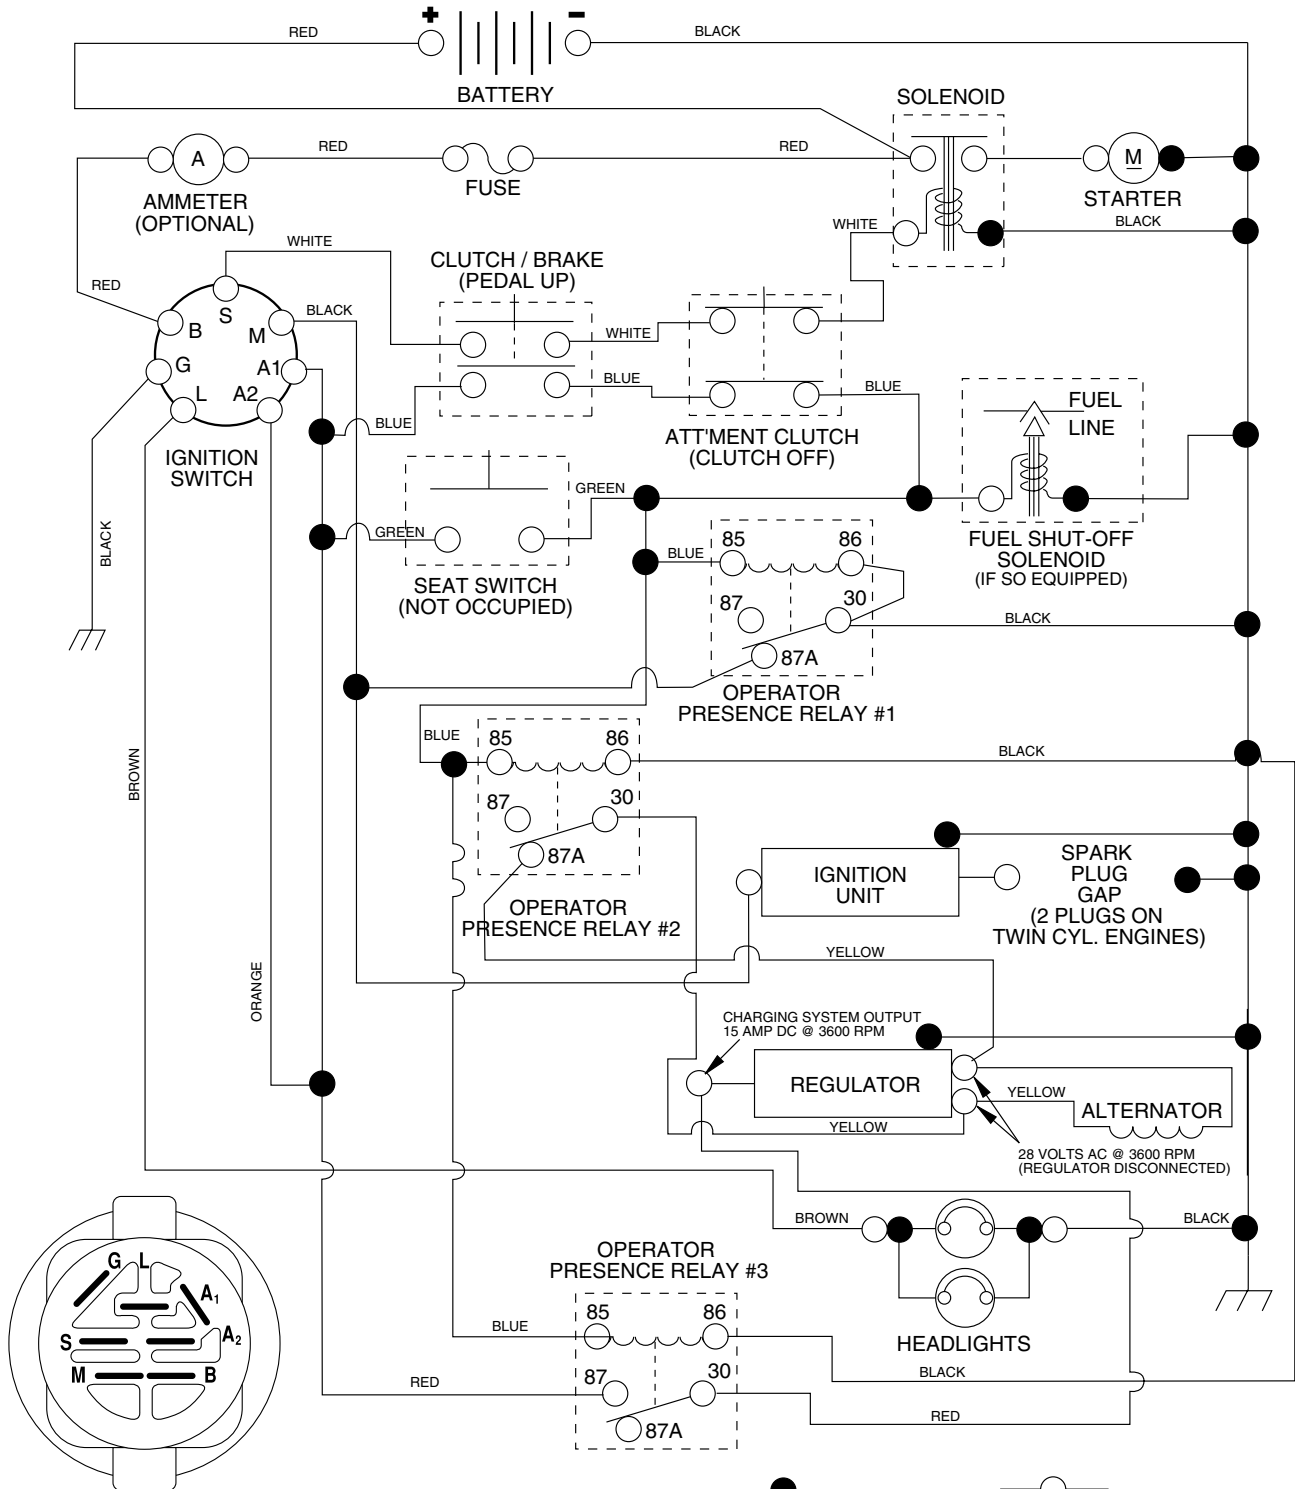 +
-
RED
BLACK
BATTERY
SOLENOID
A
RED
FUSE
RED
M
AMMETER
(OPTIONAL)
STARTER
WHITE
BLACK
WHITE
CLUTCH / BRAKE
(PEDAL UP)
RED
S
B
M
BLACK
WHITE
G
A1
L
A2
BLUE
BLUE
FUEL
LINE
BLUE
ATT'MENT CLUTCH
(CLUTCH OFF)
IGNITION
SWITCH
GREEN
GREEN
BLACK
SEAT SWITCH
(NOT OCCUPIED)
FUEL SHUT-OFF
SOLENOID
(IF SO EQUIPPED)
BLUE
85
86
87
30
87A
BLACK
OPERATOR
PRESENCE RELAY #1
BLUE
85
86
BLACK
BROWN
87
30
87A
OPERATOR
PRESENCE RELAY #2
IGNITION
UNIT
SPARK
PLUG
GAP
(2 PLUGS ON
TWIN CYL. ENGINES)
YELLOW
ORANGE
CHARGING SYSTEM OUTPUT
15 AMP DC @ 3600 RPM
REGULATOR
YELLOW
ALTERNATOR
YELLOW
28 VOLTS AC @ 3600 RPM
(REGULATOR DISCONNECTED)
BROWN
BLACK
HEADLIGHTS
G
L
A1
A2
S
M
B
OPERATOR
PRESENCE RELAY #3
BLUE
85
86
BLACK
RED
87
30
87A
RED